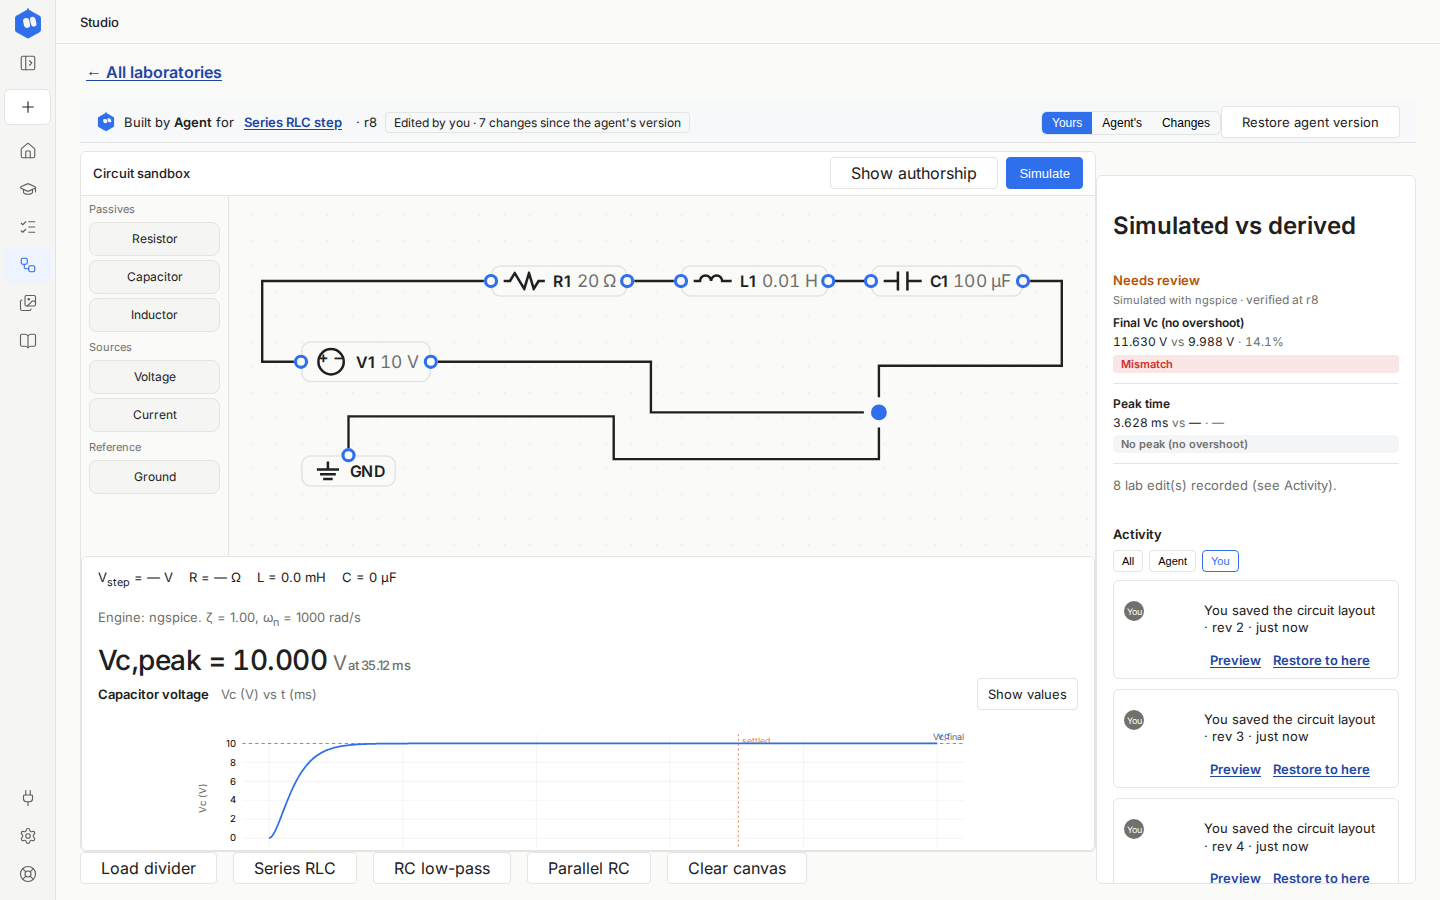 Studio
← All laboratories
Built by Agent for Series RLC step · r8 Edited by you · 7 changes since the agent's version
Yours Agent's Changes Restore agent version
Circuit sandbox
Show authorship Simulate
Passives
Resistor
Capacitor
Inductor
Sources
Voltage
Current
Reference
Ground
R1 20 Ω
L1 0.01 H
C1 100 µF
V1 10 V
GND
Vstep = — V R = — Ω L = 0.0 mH C = 0 µF
Engine: ngspice. ζ = 1.00, ωn = 1000 rad/s
Vc,peak = 10.000 V at 35.12 ms
Capacitor voltage Vc (V) vs t (ms)
Show values
settled
final
Vc (V)
10
8
6
4
2
0
Load divider Series RLC RC low-pass Parallel RC Clear canvas
Simulated vs derived
Needs review
Simulated with ngspice · verified at r8
Final Vc (no overshoot)
11.630 V vs 9.988 V · 14.1%
Mismatch
Peak time
3.628 ms vs — · —
No peak (no overshoot)
8 lab edit(s) recorded (see Activity).
Activity
All Agent You
You
You saved the circuit layout
· rev 2 · just now
Preview Restore to here
You
You saved the circuit layout
· rev 3 · just now
Preview Restore to here
You
You saved the circuit layout
· rev 4 · just now
Preview Restore to here